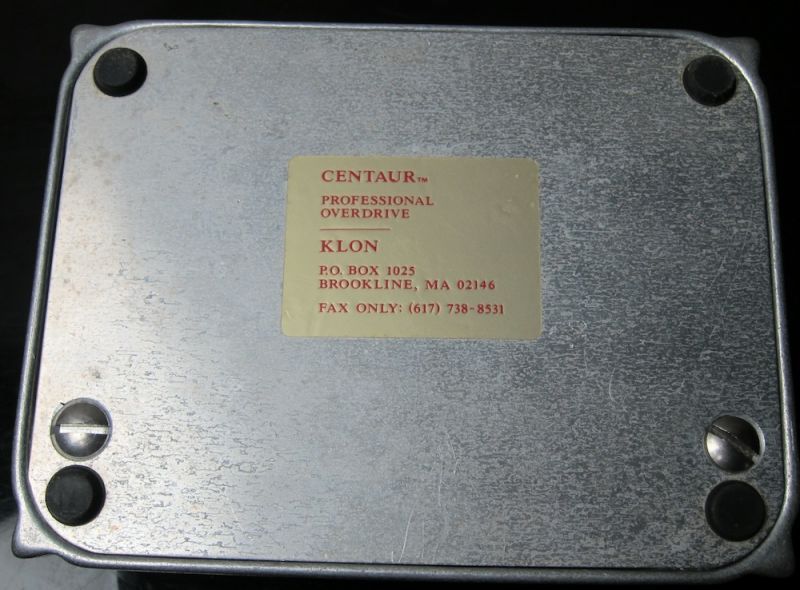 CENTAUR™
PROFESSIONAL
OVERDRIVE
KLON
P.O. BOX 1025
BROOKLINE, MA 02146
FAX ONLY: (617) 738-8531